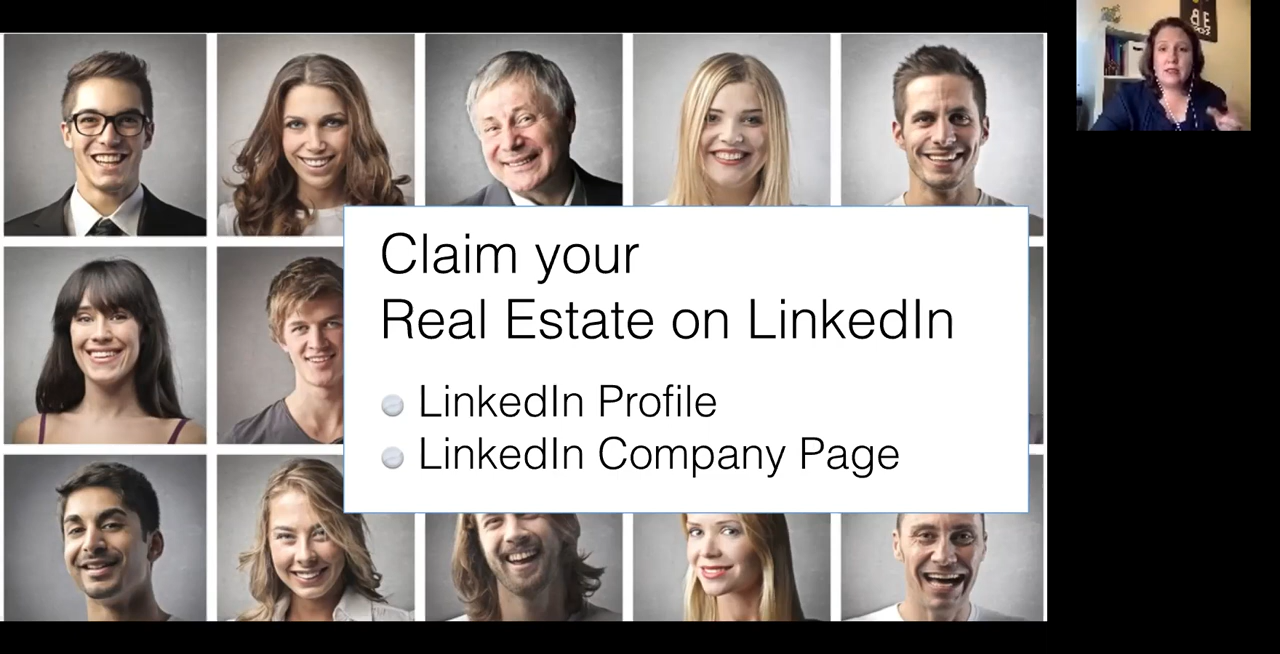 Claim your
Real Estate on LinkedIn
LinkedIn Profile
LinkedIn Company Page